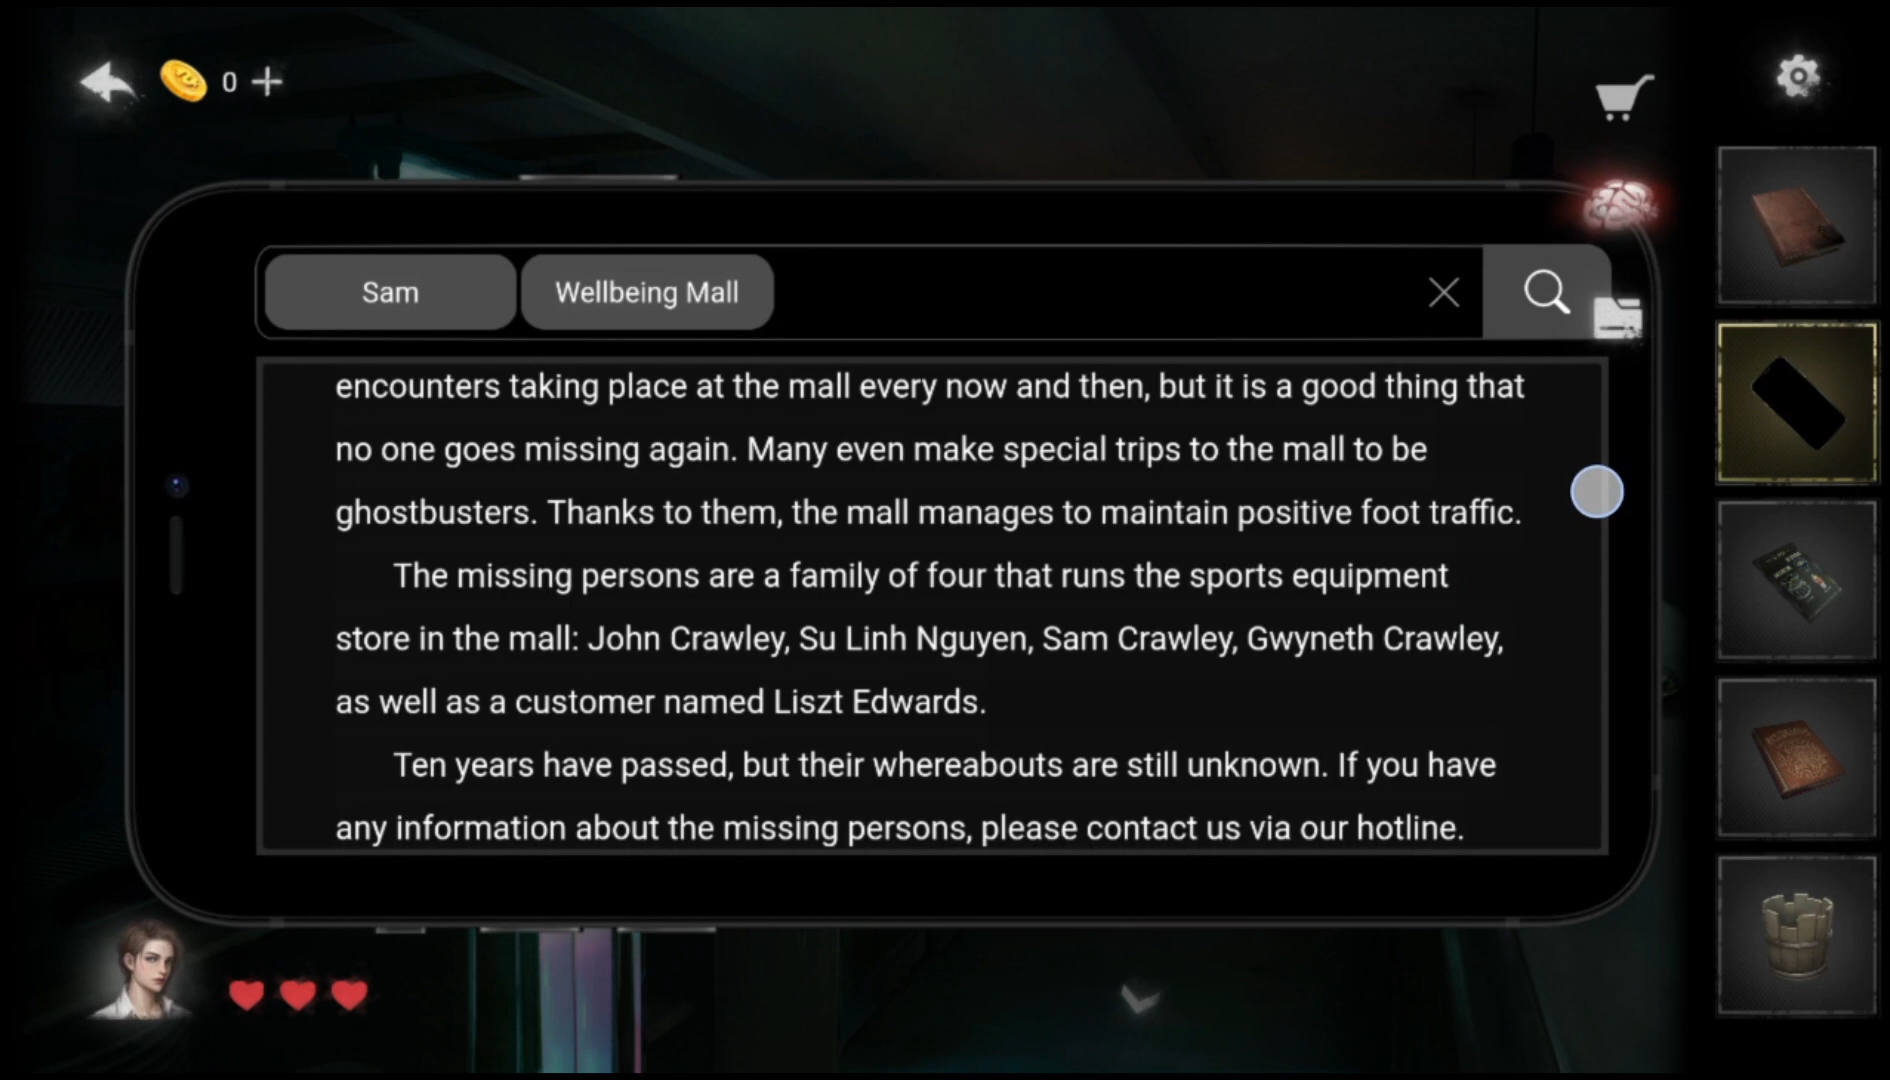 0
Sam
Wellbeing Mall
encounters taking place at the mall every now and then, but it is a good thing that
no one goes missing again. Many even make special trips to the mall to be
ghostbusters. Thanks to them, the mall manages to maintain positive foot traffic.
The missing persons are a family of four that runs the sports equipment
store in the mall: John Crawley, Su Linh Nguyen, Sam Crawley, Gwyneth Crawley,
as well as a customer named Liszt Edwards.
Ten years have passed, but their whereabouts are still unknown. If you have
any information about the missing persons, please contact us via our hotline.